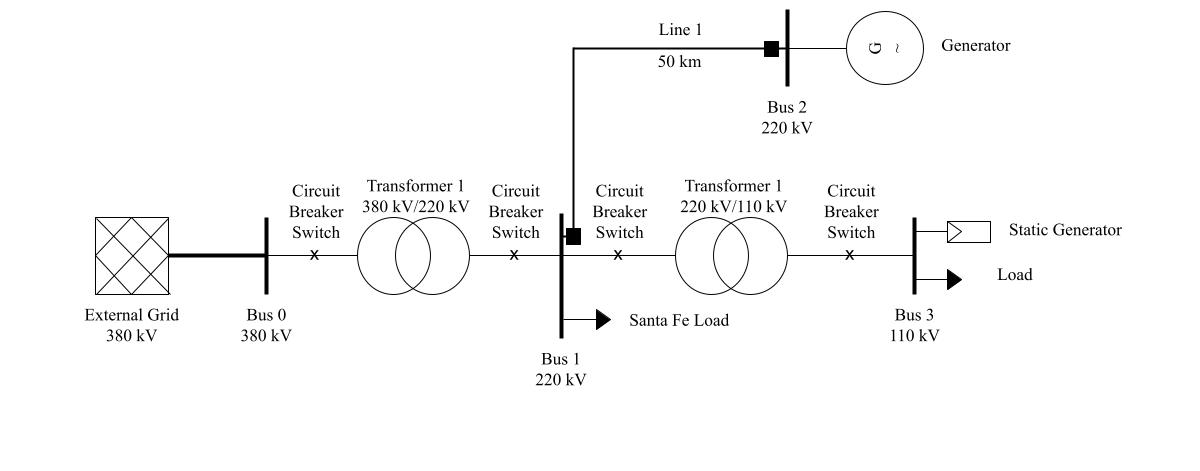 Line 1
50 km
G
~
Generator
Bus 2
220 kV
Circuit
Breaker
Switch
x
Transformer 1
380 kV/220 kV
Circuit
Breaker
Switch
x
Circuit
Breaker
Switch
x
Transformer 1
220 kV/110 kV
Circuit
Breaker
Switch
x
Static Generator
Load
External Grid
380 kV
Bus 0
380 kV
Santa Fe Load
Bus 1
220 kV
Bus 3
110 kV